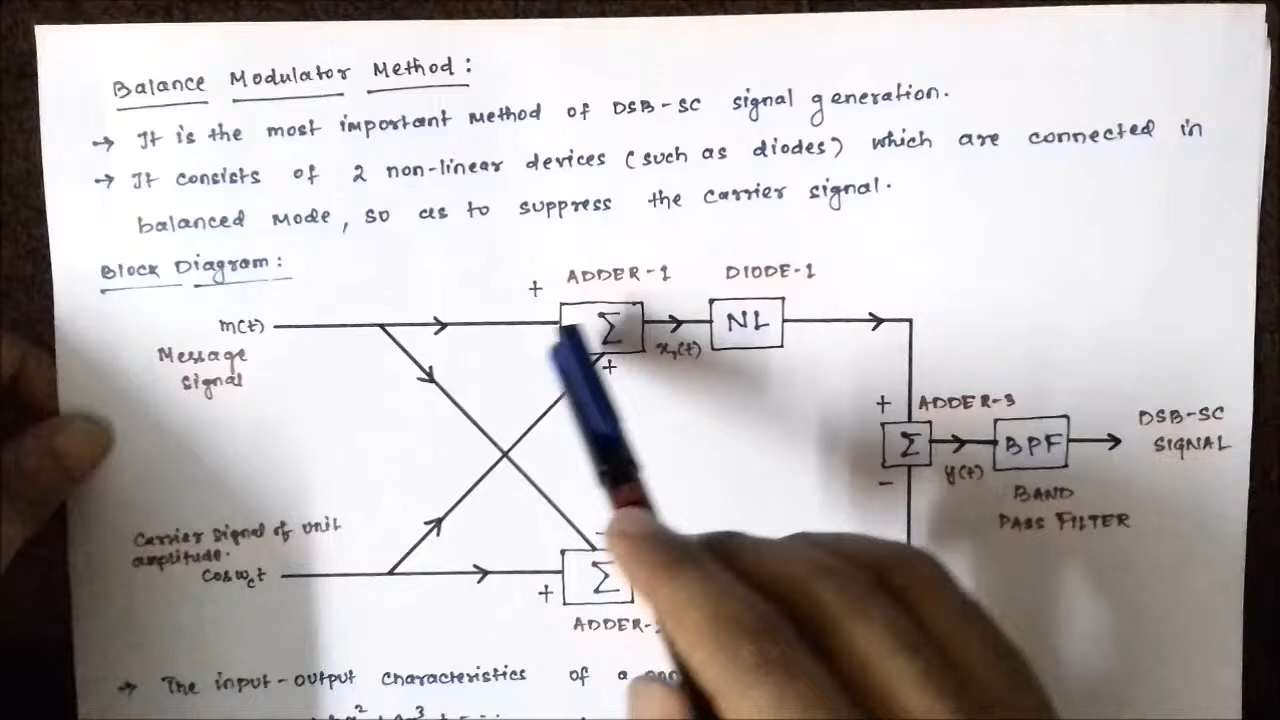 Balance Modulator Method:
→ It is the most important method of DSB-SC signal generation.
→ It consists of 2 non-linear devices (such as diodes) which are connected in
balanced mode, so as to suppress the carrier signal.
Block Diagram:
ADDER-1
DIODE-1
+
m(t)
Σ
NL
x₁(t)
+
Message
signal
+
ADDER-3
DSB-SC
SIGNAL
Σ
BPF
y(t)
-
BAND
PASS FILTER
Carrier signal of unit
amplitude.
cos ω_c t
Σ
+
ADDER-
→ The input-output characteristics of a